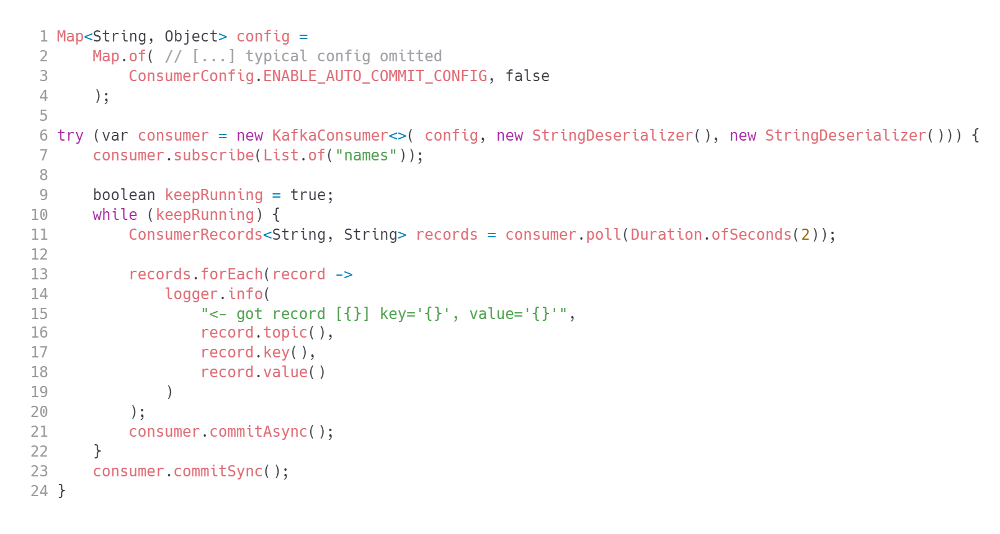 1 Map<String, Object> config =
2     Map.of( // [...] typical config omitted
3         ConsumerConfig.ENABLE_AUTO_COMMIT_CONFIG, false
4     );
5
6 try (var consumer = new KafkaConsumer<>( config, new StringDeserializer(), new StringDeserializer())) {
7     consumer.subscribe(List.of("names"));
8
9     boolean keepRunning = true;
10     while (keepRunning) {
11         ConsumerRecords<String, String> records = consumer.poll(Duration.ofSeconds(2));
12
13         records.forEach(record ->
14             logger.info(
15                 "<- got record [{}] key='{}', value='{}'",
16                 record.topic(),
17                 record.key(),
18                 record.value()
19             )
20         );
21         consumer.commitAsync();
22     }
23     consumer.commitSync();
24 }